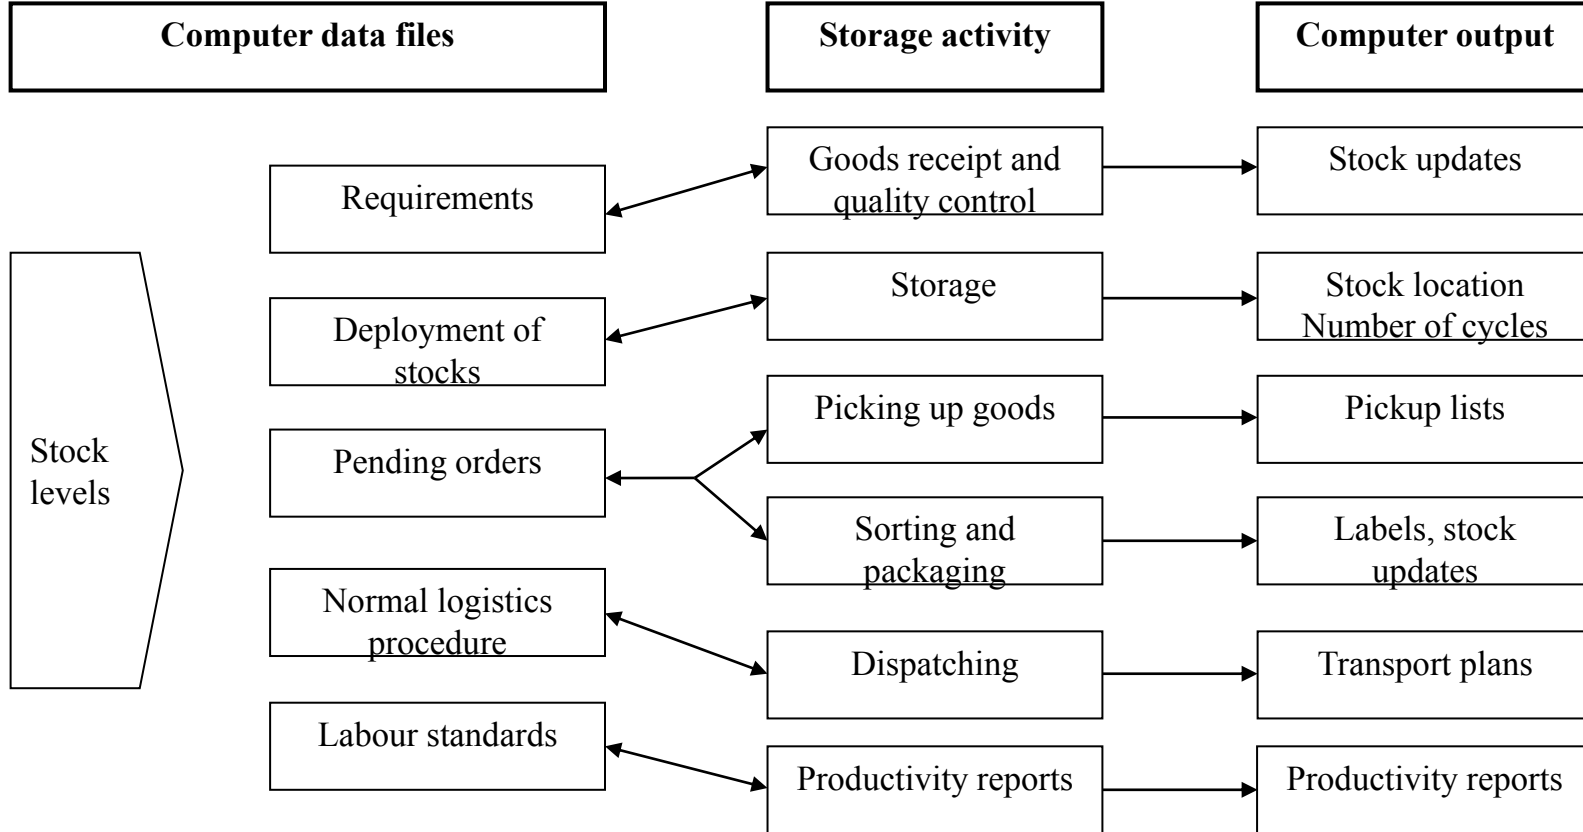 Computer data files
Storage activity
Computer output
Requirements
Goods receipt and
quality control
Stock updates
Deployment of
stocks
Storage
Stock location
Number of cycles
Stock
levels
Pending orders
Picking up goods
Pickup lists
Sorting and
packaging
Labels, stock
updates
Normal logistics
procedure
Dispatching
Transport plans
Labour standards
Productivity reports
Productivity reports